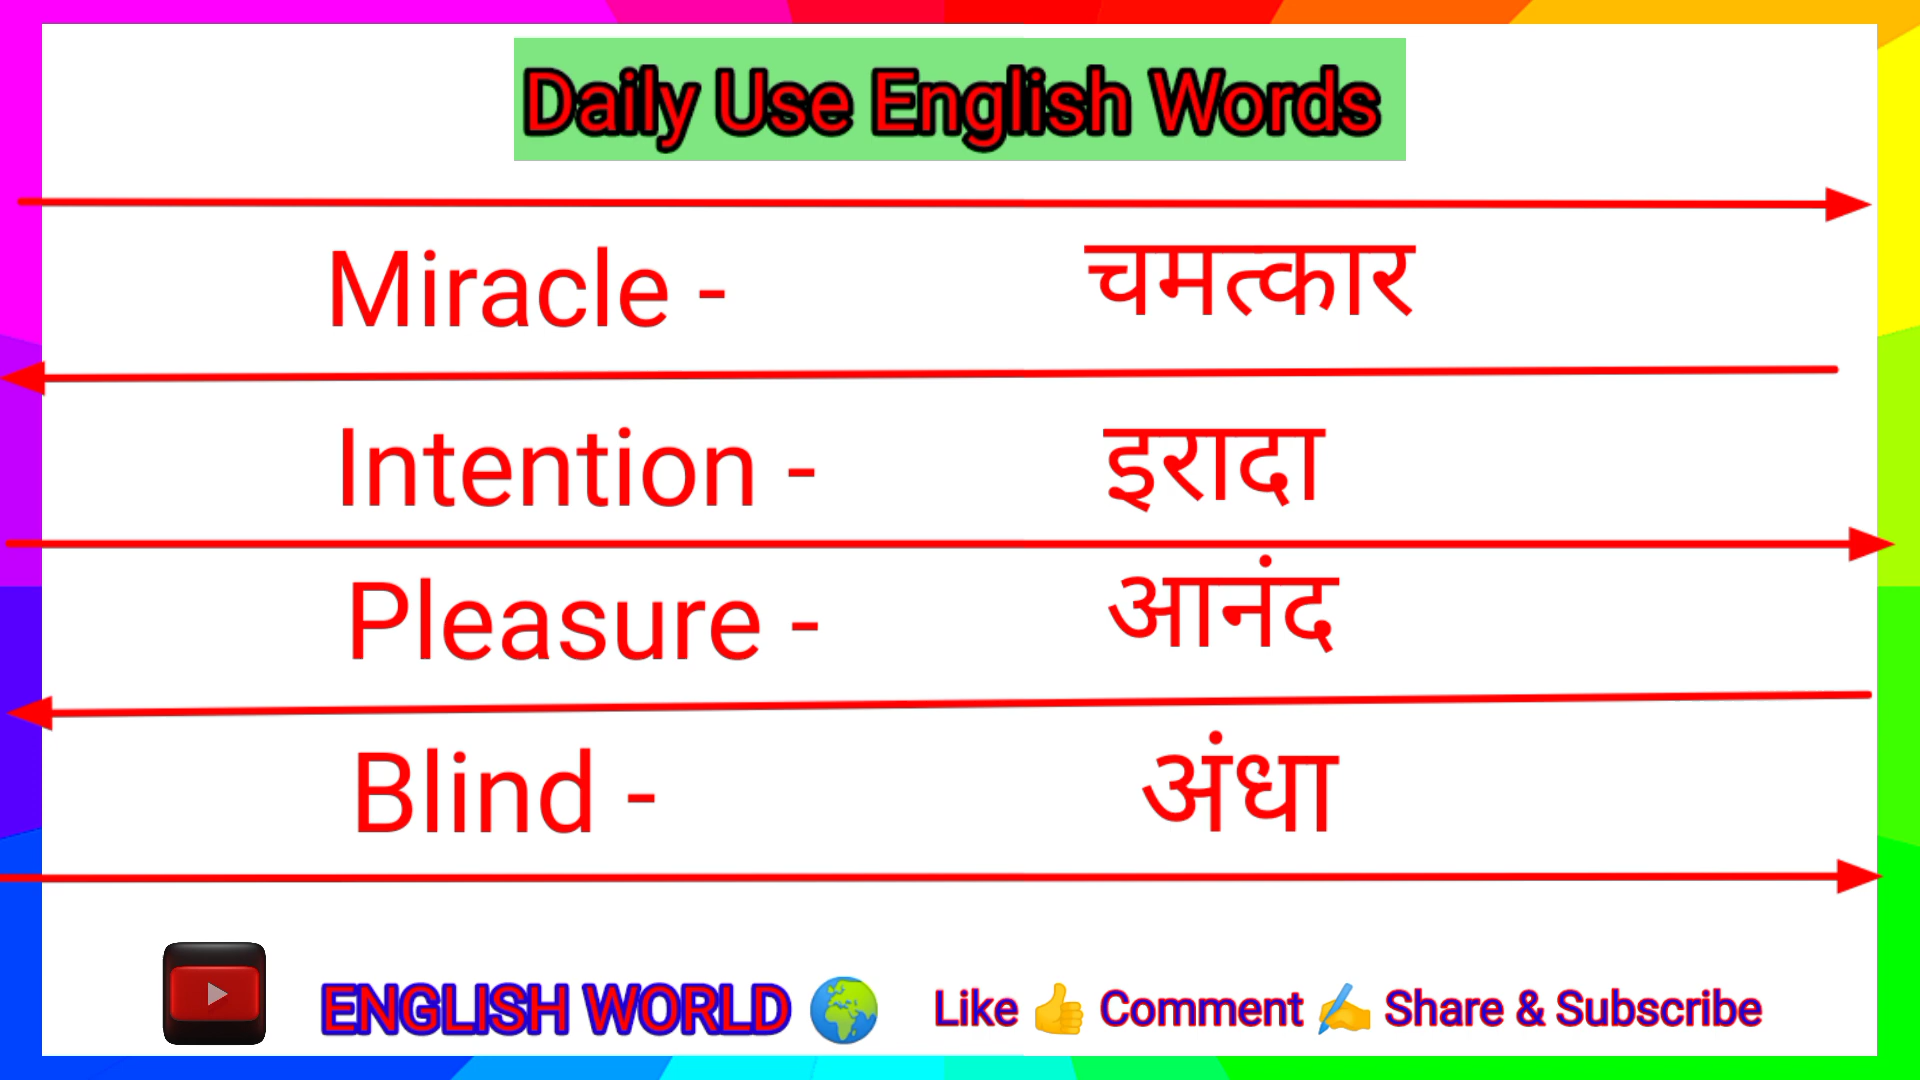 Daily Use English Words
Miracle - चमत्कार
Intention - इरादा
Pleasure - आनंद
Blind - अंधा
ENGLISH WORLD 🌍 Like 👍 Comment ✍️ Share & Subscribe